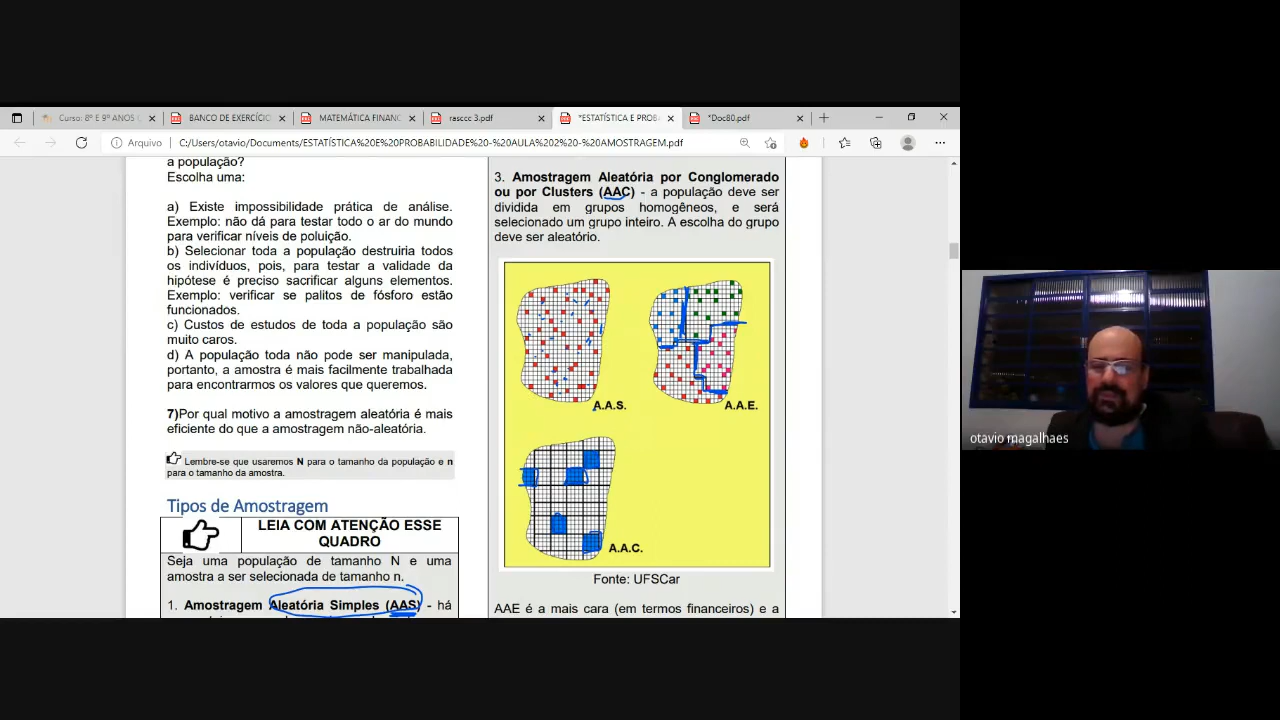 Curso: 8º E 9º ANOS
BANCO DE EXERCÍCI
MATEMÁTICA FINAN
rasccc 3.pdf
*ESTATÍSTICA E PROB
*Doc80.pdf
Arquivo
C:/Users/otavio/Documents/ESTATÍSTICA%20E%20PROBABILIDADE%20-%20AULA%202%20-%20AMOSTRAGEM.pdf
a população?
Escolha uma:
a) Existe impossibilidade prática de análise.
Exemplo: não dá para testar todo o ar do mundo
para verificar níveis de poluição.
b) Selecionar toda a população destruiria todos
os indivíduos, pois, para testar a validade da
hipótese é preciso sacrificar alguns elementos.
Exemplo: verificar se palitos de fósforo estão
funcionados.
c) Custos de estudos de toda a população são
muito caros.
d) A população toda não pode ser manipulada,
portanto, a amostra é mais facilmente trabalhada
para encontrarmos os valores que queremos.
7)Por qual motivo a amostragem aleatória é mais
eficiente do que a amostragem não-aleatória.
Lembre-se que usaremos N para o tamanho da população e n
para o tamanho da amostra.
Tipos de Amostragem
LEIA COM ATENÇÃO ESSE
QUADRO
Seja uma população de tamanho N e uma
amostra a ser selecionada de tamanho n.
1. Amostragem Aleatória Simples (AAS) - há
3. Amostragem Aleatória por Conglomerado
ou por Clusters (AAC) - a população deve ser
dividida em grupos homogêneos, e será
selecionado um grupo inteiro. A escolha do grupo
deve ser aleatório.
A.A.S.
A.A.E.
A.A.C.
Fonte: UFSCar
AAE é a mais cara (em termos financeiros) e a
otavio magalhaes